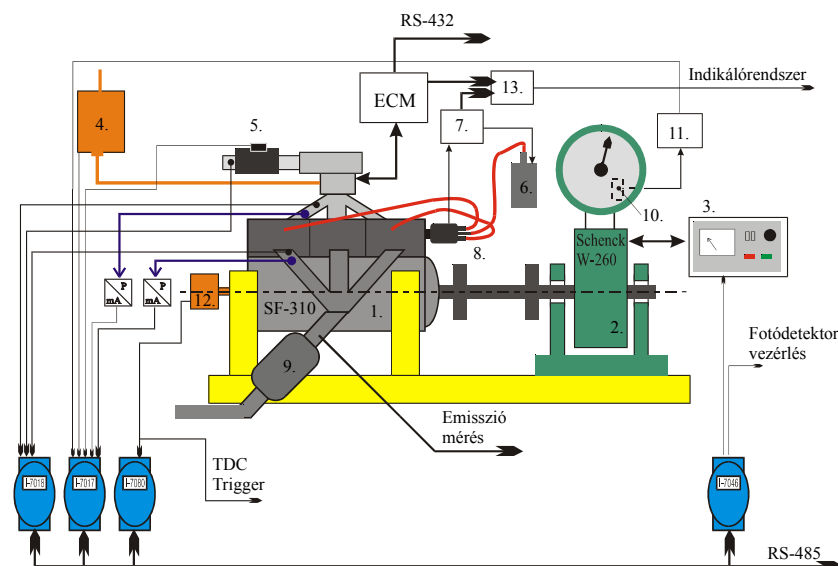 RS-432
Indikálórendszer
ECM
13.
4.
5.
7.
11.
6.
10.
3.
8.
Schenck
W-260
P
mA
P
mA
12.
SF-310
1.
2.
9.
Fotódetektor
vezérlés
Emisszió
mérés
TDC
Trigger
I-7018
I-7017
I-7080
I-7046
RS-485